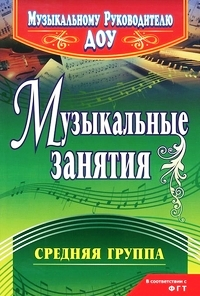 Музыкальному Руководителю
ДОУ
Музыкальные
занятия
СРЕДНЯЯ ГРУППА
В соответствии с
ФГТ